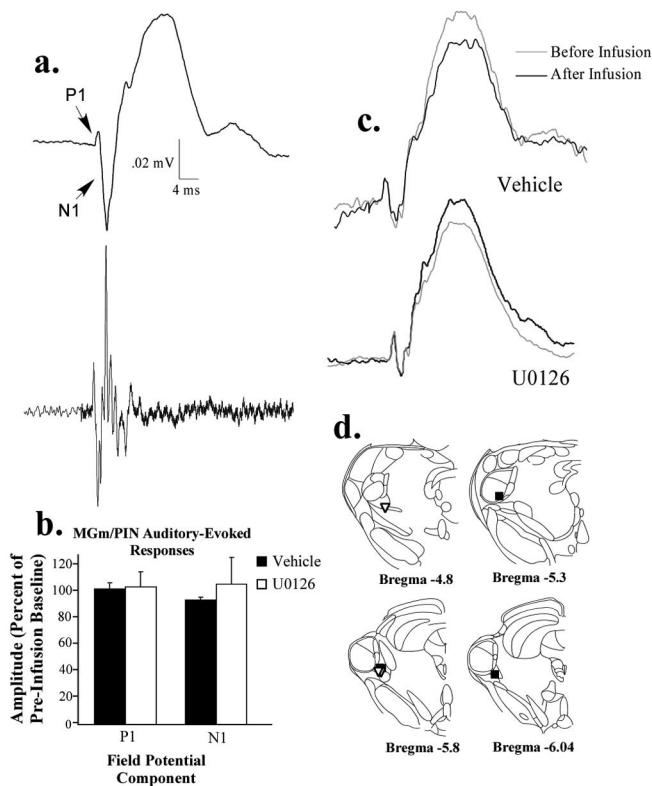 a.
P1
N1
.02 mV
4 ms
Before Infusion
After Infusion
c.
Vehicle
U0126
b.
MGm/PIN Auditory-Evoked
Responses
Vehicle
U0126
Amplitude (Percent of
Pre-Infusion Baseline)
120
100
80
60
40
20
0
P1
N1
Field Potential
Component
d.
Bregma -4.8
Bregma -5.3
Bregma -5.8
Bregma -6.04